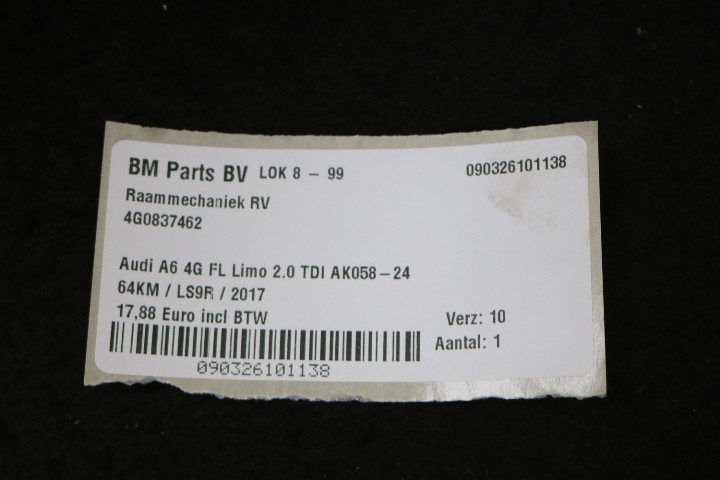 BM Parts BV LOK 8 - 99 090326101138
Raammechaniek RV
4G0837462
Audi A6 4G FL Limo 2.0 TDI AK058-24
64KM / LS9R / 2017
17,88 Euro incl BTW Verz: 10
Aantal: 1
090326101138